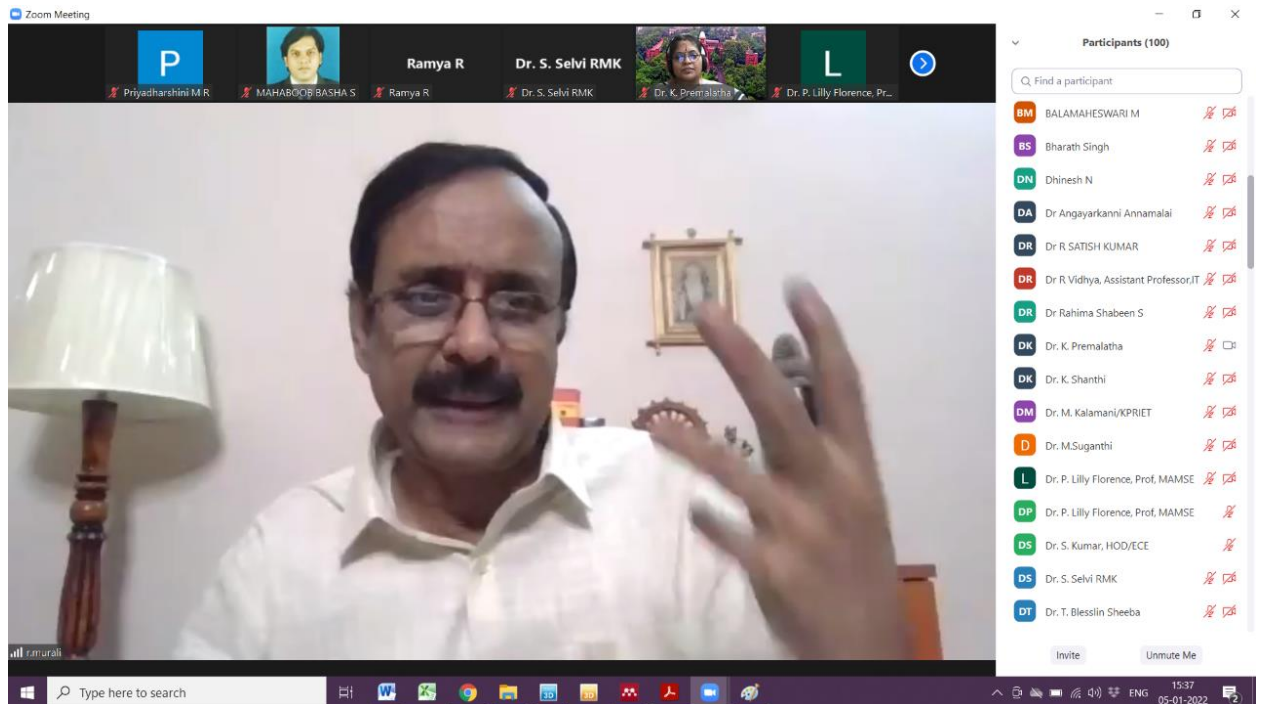 Zoom Meeting
P
Ramya R
Dr. S. Selvi RMK
L
Priyadharshini M R
MAHABOOB BASHA S
Ramya R
Dr. S. Selvi RMK
Dr. K. Premalatha
Dr. P. Lilly Florence, Pr...
r.murali
Participants (100)
Find a participant
BM BALAMAHESWARI M
BS Bharath Singh
DN Dhinesh N
DA Dr Angayarkanni Annamalai
DR Dr R SATISH KUMAR
DR Dr R Vidhya, Assistant Professor,IT
DR Dr Rahima Shabeen S
DK Dr. K. Premalatha
DK Dr. K. Shanthi
DM Dr. M. Kalamani/KPRIET
D Dr. M.Suganthi
L Dr. P. Lilly Florence, Prof, MAMSE
DP Dr. P. Lilly Florence, Prof, MAMSE
DS Dr. S. Kumar, HOD/ECE
DS Dr. S. Selvi RMK
DT Dr. T. Blesslin Sheeba
Invite Unmute Me
Type here to search
ENG
15:37
05-01-2022
2